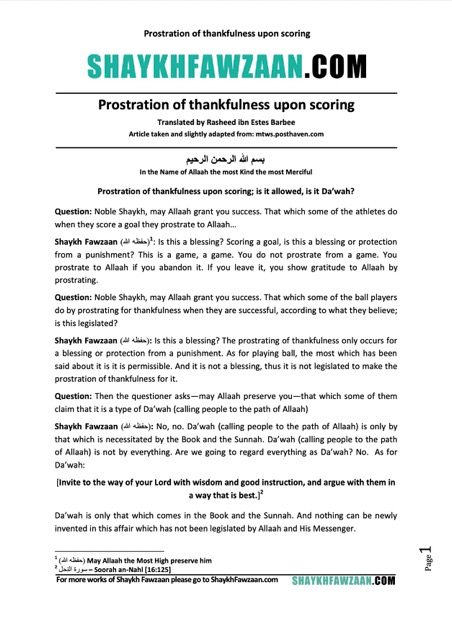 Prostration of thankfulness upon scoring
SHAYKHFAWZAAN.COM
Prostration of thankfulness upon scoring
Translated by Rasheed ibn Estes Barbee
Article taken and slightly adapted from: mtws.posthaven.com
بسم الله الرحمن الرحيم
In the Name of Allaah the most Kind the most Merciful
Prostration of thankfulness upon scoring; is it allowed, is it Da’wah?
Question: Noble Shaykh, may Allaah grant you success. That which some of the athletes do
when they score a goal they prostrate to Allaah…
Shaykh Fawzaan (حفظه الله)1: Is this a blessing? Scoring a goal, is this a blessing or protection
from a punishment? This is a game, a game. You do not prostrate from a game. You
prostrate to Allaah if you abandon it. If you leave it, you show gratitude to Allaah by
prostrating.
Question: Noble Shaykh, may Allaah grant you success. That which some of the ball players
do by prostrating for thankfulness when they are successful, according to what they believe;
is this legislated?
Shaykh Fawzaan (حفظه الله): Is this a blessing? The prostrating of thankfulness only occurs for
a blessing or protection from a punishment. As for playing ball, the most which has been
said about it is it is permissible. And it is not a blessing, thus it is not legislated to make the
prostration of thankfulness for it.
Question: Then the questioner asks—may Allaah preserve you—that which some of them
claim that it is a type of Da’wah (calling people to the path of Allaah)
Shaykh Fawzaan (حفظه الله): No, no. Da’wah (calling people to the path of Allaah) is only by
that which is necessitated by the Book and the Sunnah. Da’wah (calling people to the path
of Allaah) is not by everything. Are we going to regard everything as Da’wah? No. As for
Da’wah:
[Invite to the way of your Lord with wisdom and good instruction, and argue with them in
a way that is best.]2
Da’wah is only that which comes in the Book and the Sunnah. And nothing can be newly
invented in this affair which has not been legislated by Allaah and His Messenger.
1 (حفظه الله) May Allaah the Most High preserve him
2 سورة النحل – Soorah an-Nahl [16:125]
For more works of Shaykh Fawzaan please go to ShaykhFawzaan.com SHAYKHFAWZAAN.COM
Page 1